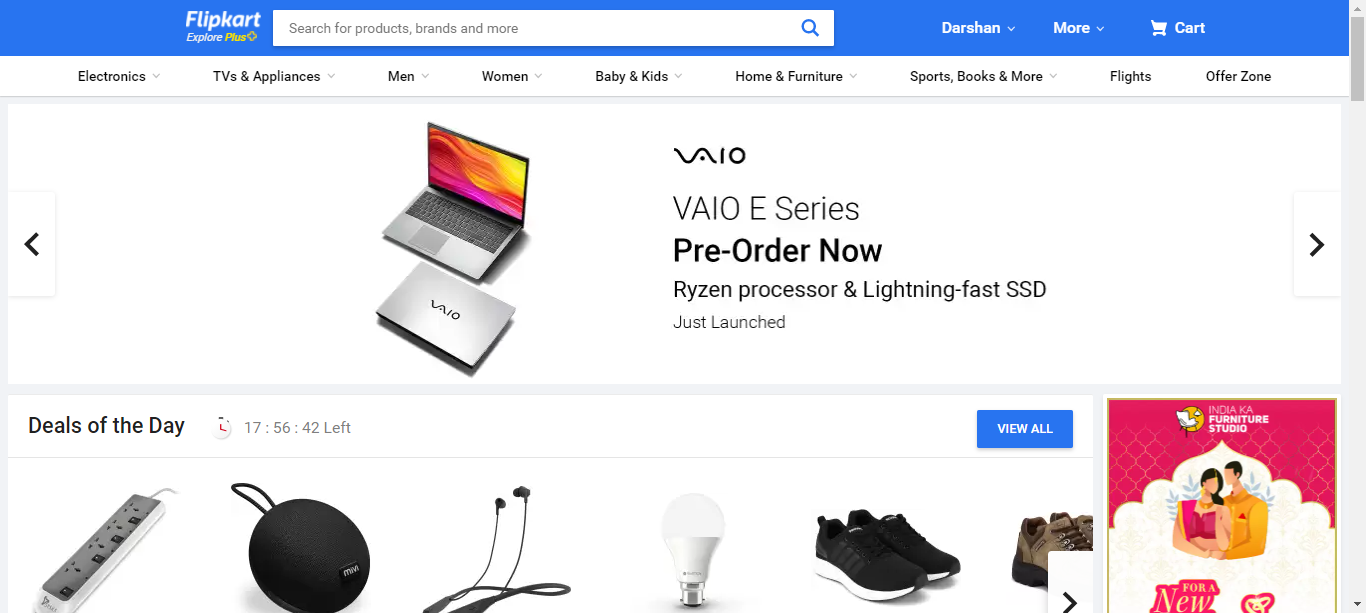 Flipkart
Explore Plus
Search for products, brands and more
Darshan
More
Cart
Electronics
TVs & Appliances
Men
Women
Baby & Kids
Home & Furniture
Sports, Books & More
Flights
Offer Zone
VAIO
VAIO E Series
Pre-Order Now
Ryzen processor & Lightning-fast SSD
Just Launched
VAIO
Deals of the Day
17 : 56 : 42 Left
VIEW ALL
INDIA KA
FURNITURE
STUDIO
mivi
FOR A
New